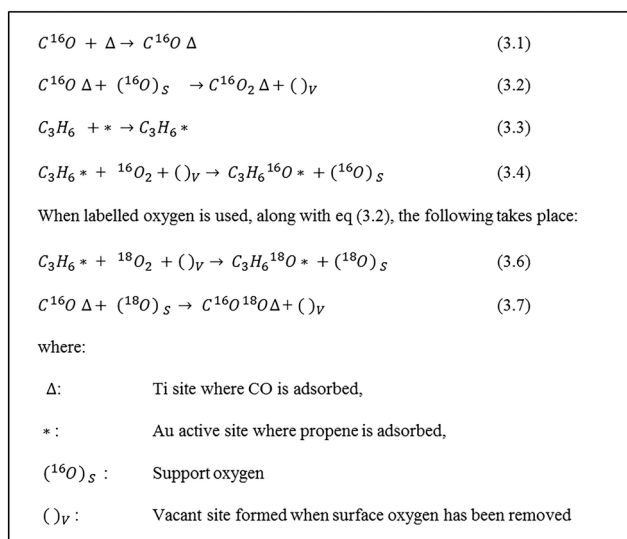 C¹⁶O + Δ → C¹⁶O Δ (3.1)
C¹⁶O Δ + (¹⁶O)ₛ → C¹⁶O₂ Δ + ( )ᵥ (3.2)
C₃H₆ + * → C₃H₆ * (3.3)
C₃H₆ * + ¹⁶O₂ + ( )ᵥ → C₃H₆¹⁶O * + (¹⁶O)ₛ (3.4)
When labelled oxygen is used, along with eq (3.2), the following takes place:
C₃H₆ * + ¹⁸O₂ + ( )ᵥ → C₃H₆¹⁸O * + (¹⁸O)ₛ (3.6)
C¹⁶O Δ + (¹⁸O)ₛ → C¹⁶O¹⁸OΔ + ( )ᵥ (3.7)
where:
Δ: Ti site where CO is adsorbed,
* : Au active site where propene is adsorbed,
(¹⁶O)ₛ : Support oxygen
( )ᵥ : Vacant site formed when surface oxygen has been removed